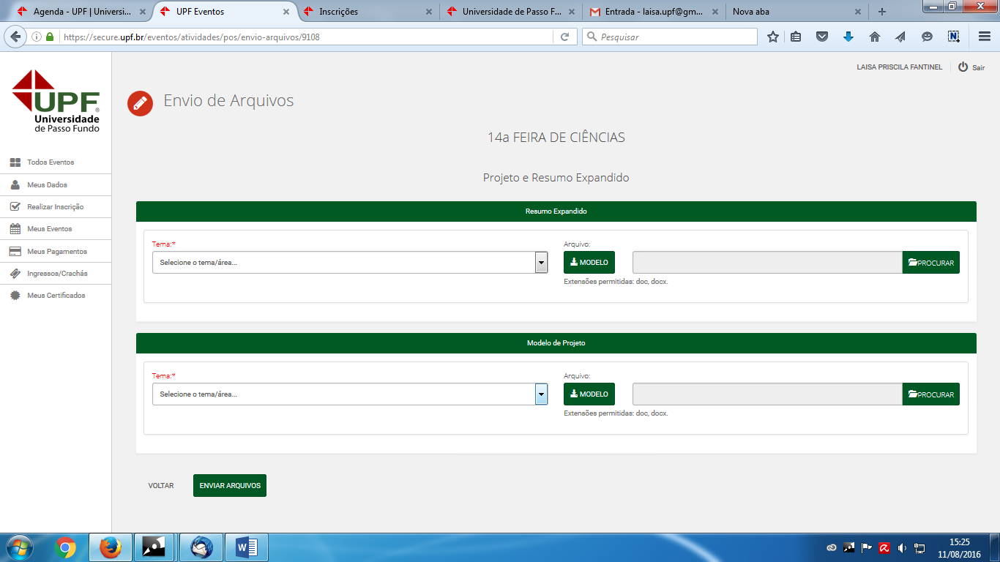 Agenda - UPF | Universi...
UPF Eventos
Inscrições
Universidade de Passo F...
Entrada - laisa.upf@gm...
Nova aba
https://secure.upf.br/eventos/atividades/pos/envio-arquivos/9108
Pesquisar
LAISA PRISCILA FANTINEL
Sair
UPF
Universidade
de Passo Fundo
Todos Eventos
Meus Dados
Realizar Inscrição
Meus Eventos
Meus Pagamentos
Ingressos/Crachás
Meus Certificados
Envio de Arquivos
14a FEIRA DE CIÊNCIAS
Projeto e Resumo Expandido
Resumo Expandido
Tema:*
Arquivo:
Selecione o tema/área...
MODELO
PROCURAR
Extensões permitidas: doc, docx.
Modelo de Projeto
Tema:*
Arquivo:
Selecione o tema/área...
MODELO
PROCURAR
Extensões permitidas: doc, docx.
VOLTAR
ENVIAR ARQUIVOS
15:25
11/08/2016